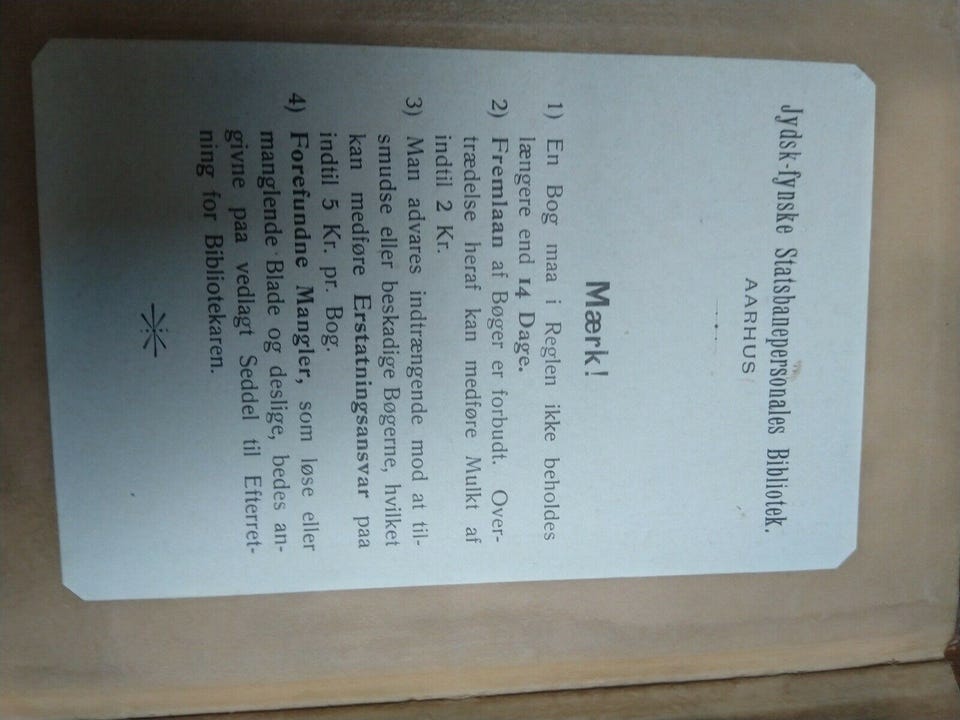 Jydsk-fynske Statsbanepersonales Bibliotek.
AARHUS
Mærk!
1) En Bog maa i Reglen ikke beholdes
længere end 14 Dage.
2) Fremlaan af Bøger er forbudt. Over-
trædelse heraf kan medføre Mulkt af
indtil 2 Kr.
3) Man advares indtrængende mod at til-
smudse eller beskadige Bøgerne, hvilket
kan medføre Erstatningsansvar paa
indtil 5 Kr. pr. Bog.
4) Forefundne Mangler, som løse eller
manglende Blade og deslige, bedes an-
givne paa vedlagt Seddel til Efterret-
ning for Bibliotekaren.